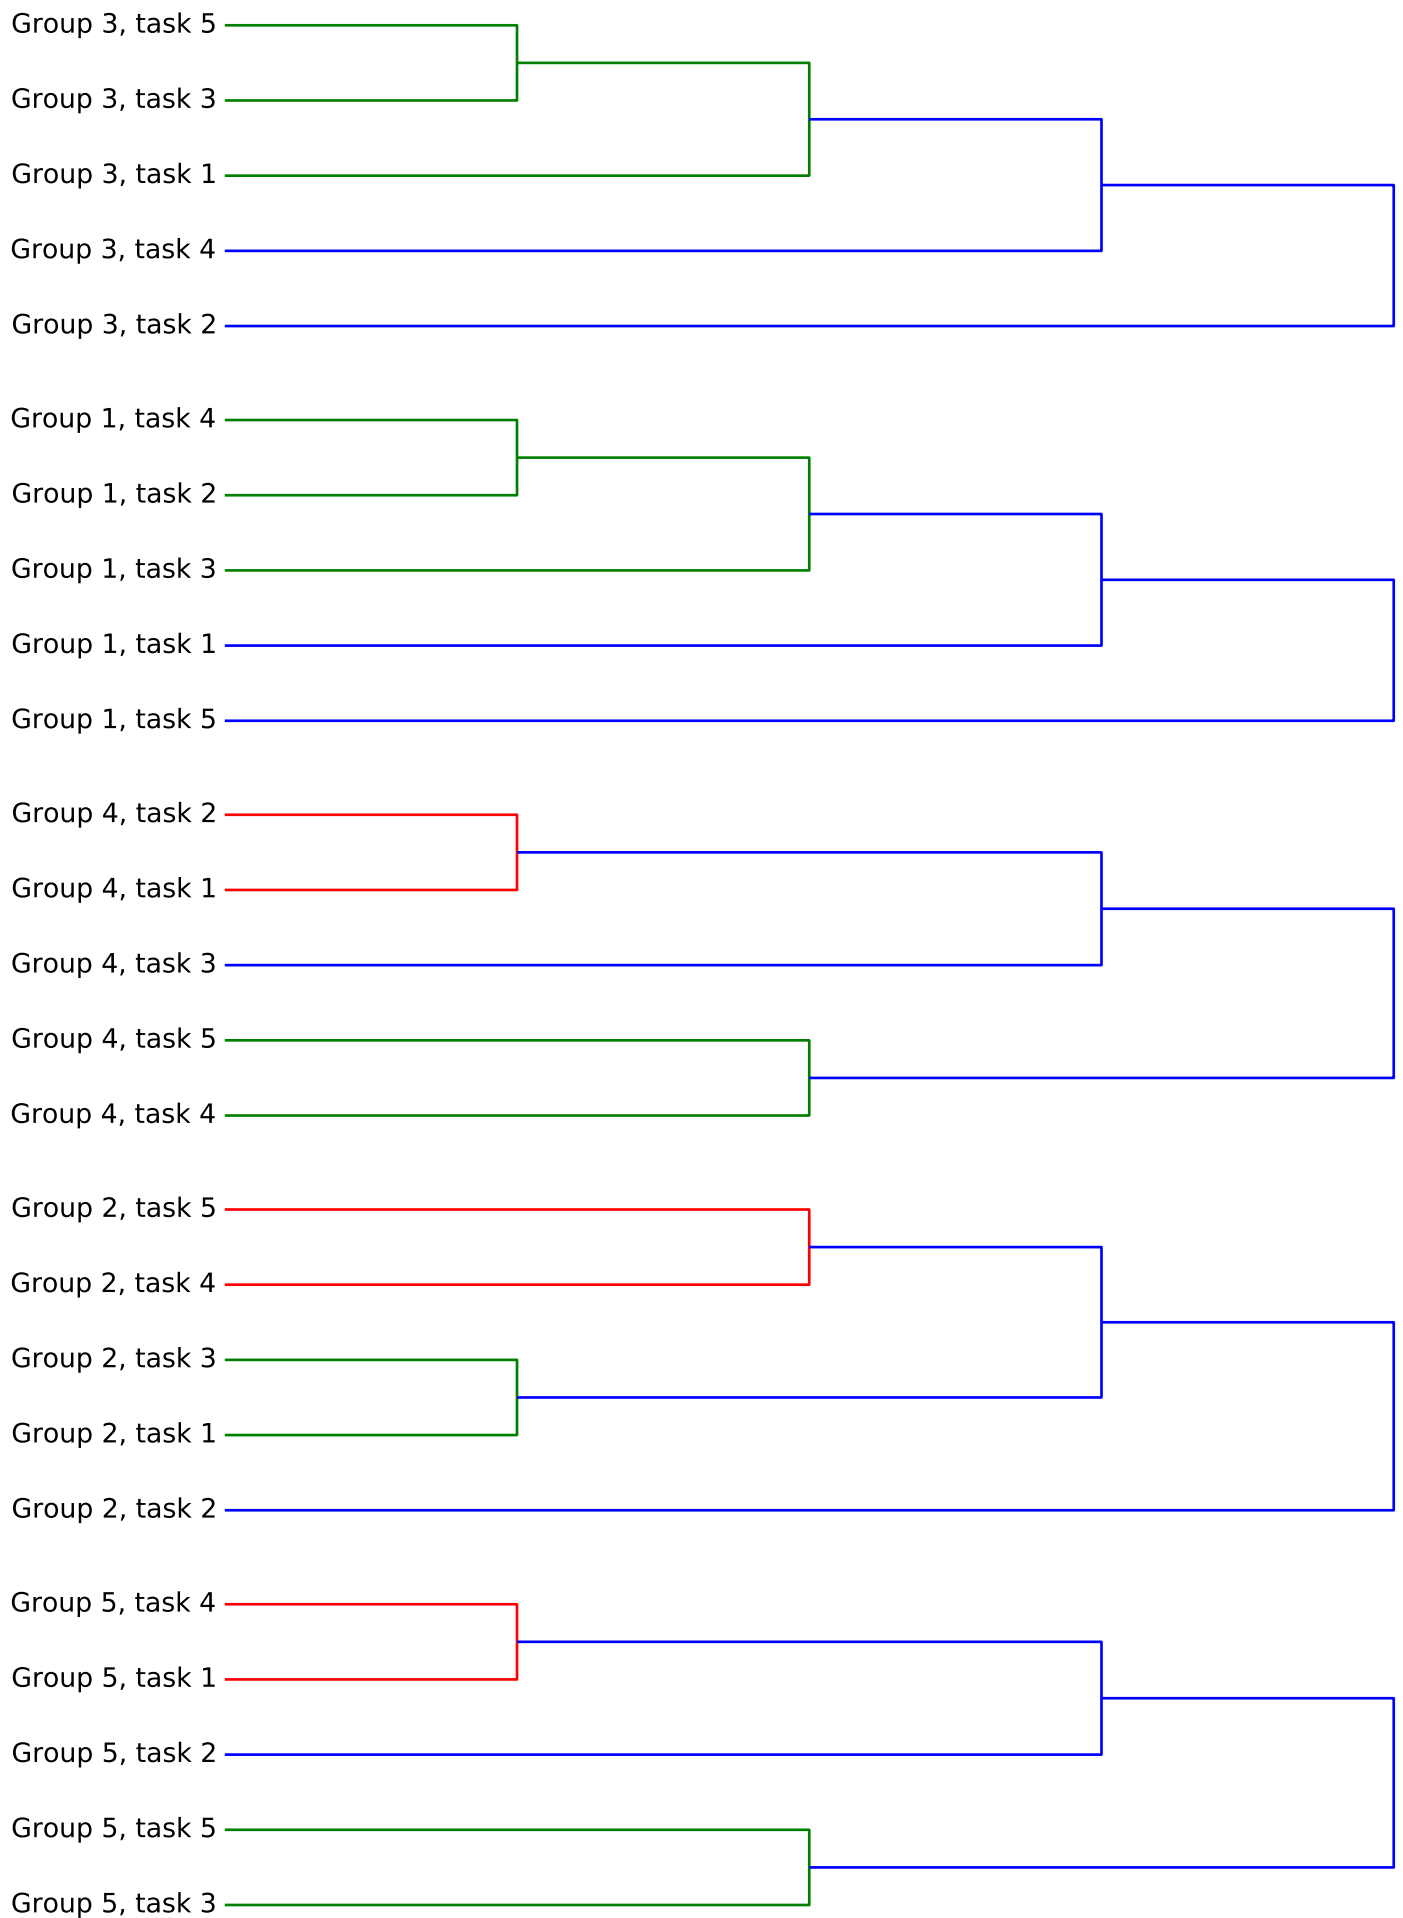 Group 3, task 5
Group 3, task 3
Group 3, task 1
Group 3, task 4
Group 3, task 2
Group 1, task 4
Group 1, task 2
Group 1, task 3
Group 1, task 1
Group 1, task 5
Group 4, task 2
Group 4, task 1
Group 4, task 3
Group 4, task 5
Group 4, task 4
Group 2, task 5
Group 2, task 4
Group 2, task 3
Group 2, task 1
Group 2, task 2
Group 5, task 4
Group 5, task 1
Group 5, task 2
Group 5, task 5
Group 5, task 3